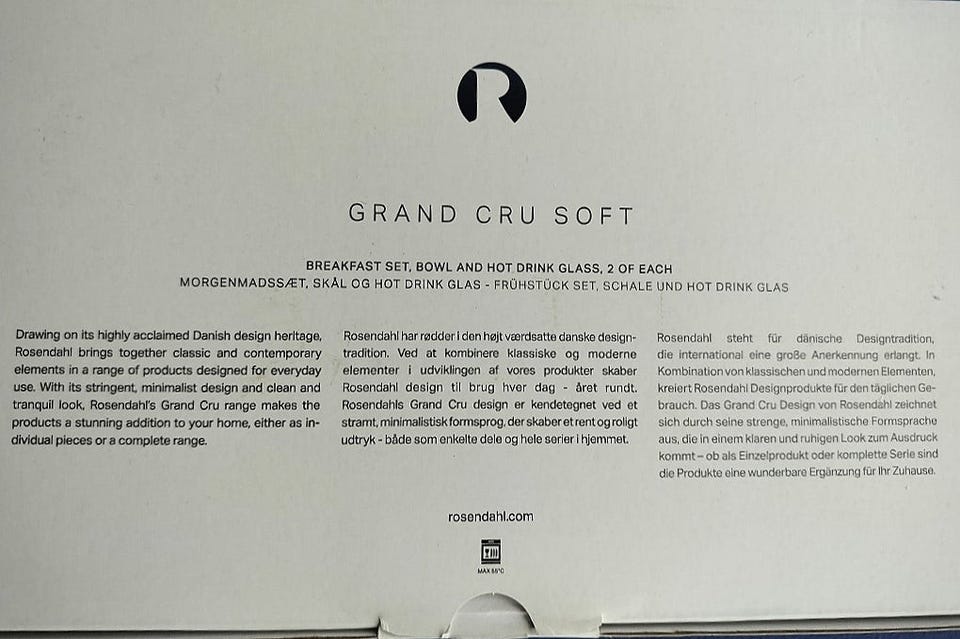 R
GRAND CRU SOFT
BREAKFAST SET, BOWL AND HOT DRINK GLASS, 2 OF EACH
MORGENMADSSÆT, SKÅL OG HOT DRINK GLAS - FRÜHSTÜCK SET, SCHALE UND HOT DRINK GLAS
Drawing on its highly acclaimed Danish design heritage,
Rosendahl brings together classic and contemporary
elements in a range of products designed for everyday
use. With its stringent, minimalist design and clean and
tranquil look, Rosendahl's Grand Cru range makes the
products a stunning addition to your home, either as in-
dividual pieces or a complete range.
Rosendahl har rødder i den højt værdsatte danske design-
tradition. Ved at kombinere klassiske og moderne
elementer i udviklingen af vores produkter skaber
Rosendahl design til brug hver dag - året rundt.
Rosendahls Grand Cru design er kendetegnet ved et
stramt, minimalistisk formsprog, der skaber et rent og roligt
udtryk - både som enkelte dele og hele serier i hjemmet.
Rosendahl steht für dänische Designtradition,
die international eine große Anerkennung erlangt. In
Kombination von klassischen und modernen Elementen,
kreiert Rosendahl Designprodukte für den täglichen Ge-
brauch. Das Grand Cru Design von Rosendahl zeichnet
sich durch seine strenge, minimalistische Formsprache
aus, die in einem klaren und ruhigen Look zum Ausdruck
kommt – ob als Einzelprodukt oder komplette Serie sind
die Produkte eine wunderbare Ergänzung für Ihr Zuhause.
rosendahl.com
MAX 55°C